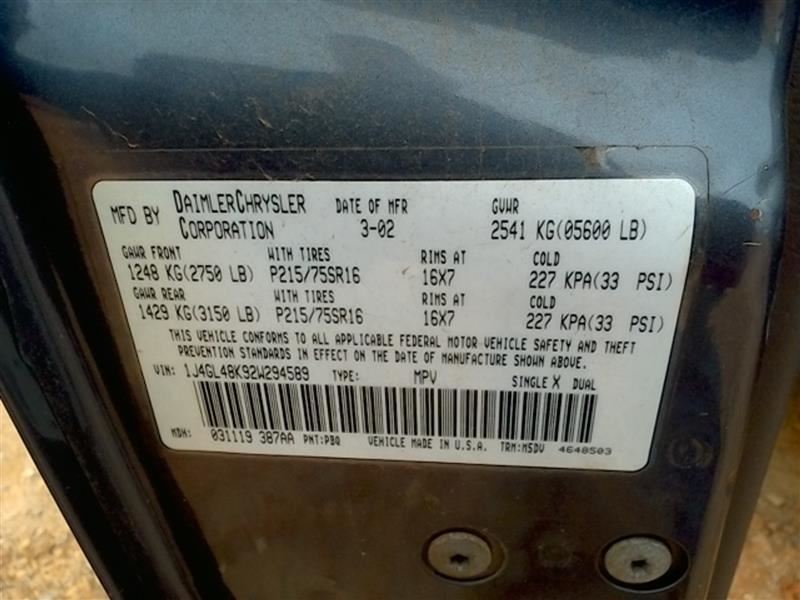 MFD BY DAIMLERCHRYSLER CORPORATION DATE OF MFR 3-02 GVWR 2541 KG(05600 LB)
GAWR FRONT WITH TIRES RIMS AT COLD
1248 KG(2750 LB) P215/75SR16 16X7 227 KPA(33 PSI)
GAWR REAR WITH TIRES RIMS AT COLD
1429 KG(3150 LB) P215/75SR16 16X7 227 KPA(33 PSI)
THIS VEHICLE CONFORMS TO ALL APPLICABLE FEDERAL MOTOR VEHICLE SAFETY AND THEFT
PREVENTION STANDARDS IN EFFECT ON THE DATE OF MANUFACTURE SHOWN ABOVE.
VIN: 1J4GL48K92W294589 TYPE: MPV SINGLE X DUAL
MDH: 031119 387AA PNT:PBQ VEHICLE MADE IN U.S.A. TRM:MSDV 4648503